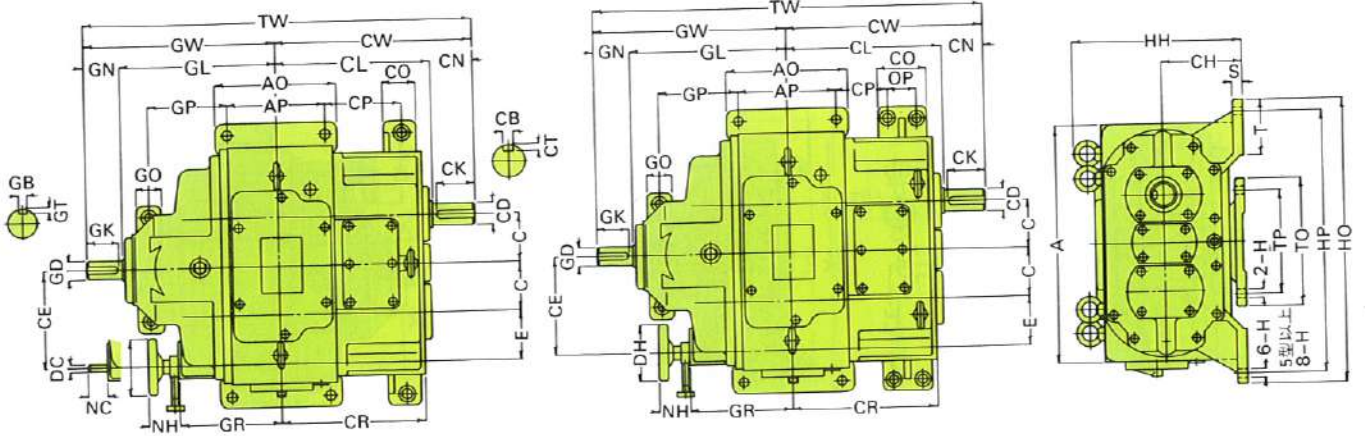 TW
GW
CW
GN
GL
CL
CN
AO
CO
GP
AP
CP
CB
CT
GO
CK
GB
GT
GK
CD
C
GD
C
CE
E
DC
NC
NH
GR
CR
TW
GW
CW
GN
GL
CL
CN
AO
CO
GP
AP
CP
OP
GO
CK
GK
CD
C
GD
C
CE
E
DH
NH
GR
CR
HH
CH
S
T
A
2-H
TP
TO
HP
HO
6-H
5型以上
8-H